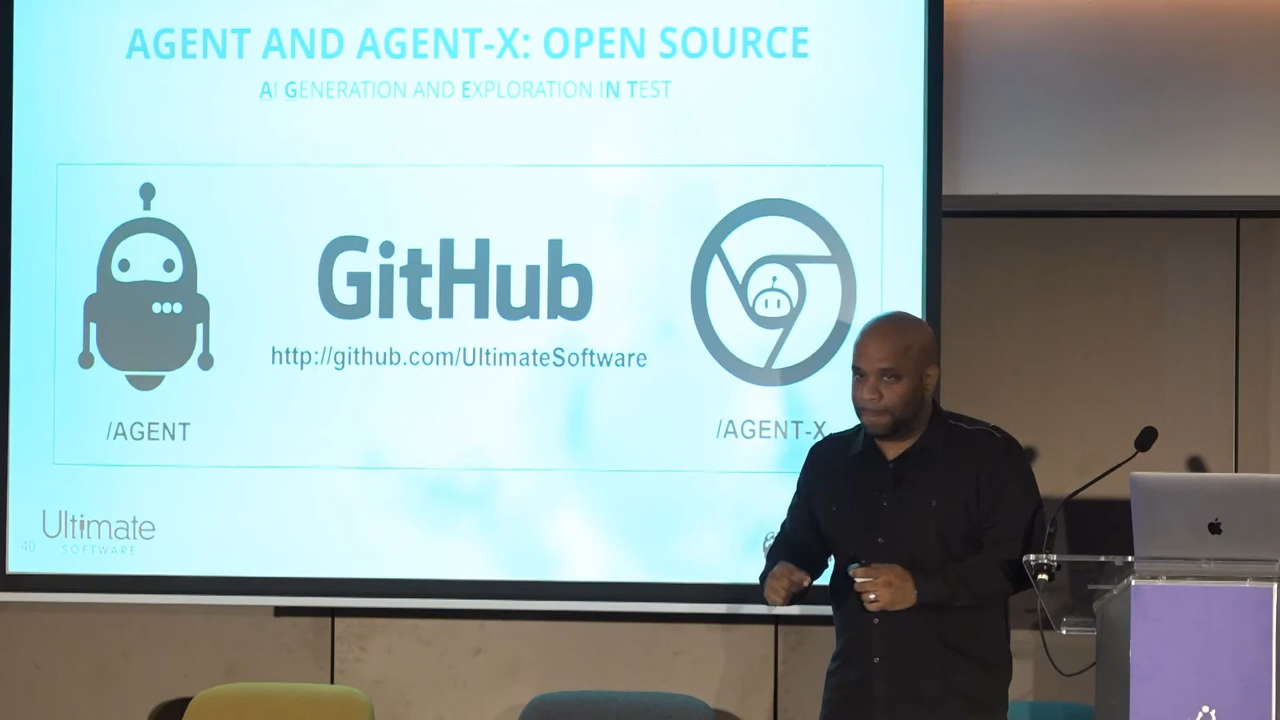 AGENT AND AGENT-X: OPEN SOURCE
AI GENERATION AND EXPLORATION IN TEST
GitHub
http://github.com/UltimateSoftware
/AGENT
/AGENT-X
Ultimate
SOFTWARE
40